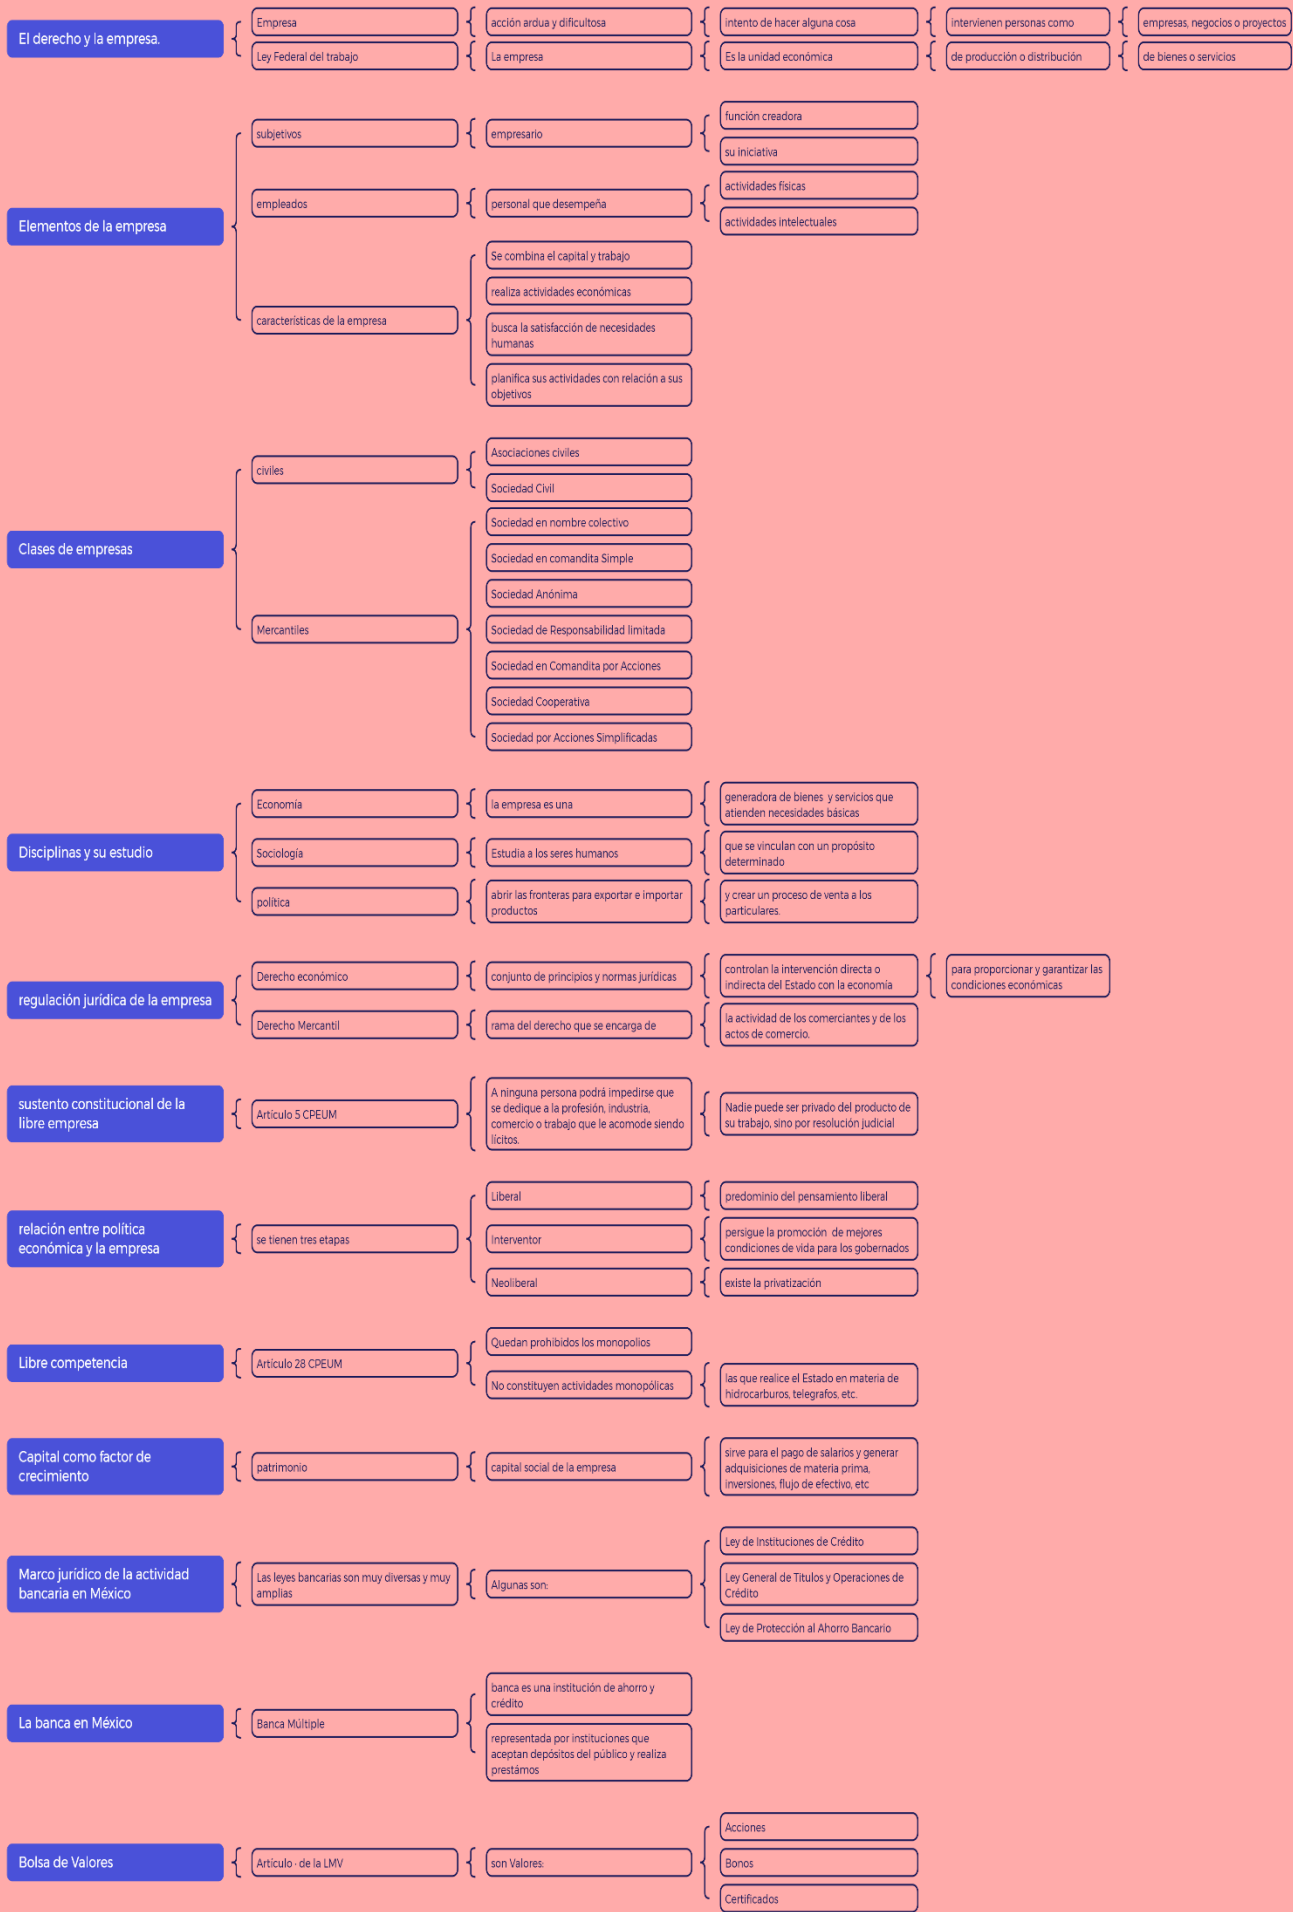 El derecho y la empresa.
Empresa
acción ardua y dificultosa
intento de hacer alguna cosa
intervienen personas como
empresas, negocios o proyectos
Ley Federal del trabajo
La empresa
Es la unidad económica
de producción o distribución
de bienes o servicios
Elementos de la empresa
subjetivos
empresario
función creadora
su iniciativa
empleados
personal que desempeña
actividades físicas
actividades intelectuales
características de la empresa
Se combina el capital y trabajo
realiza actividades económicas
busca la satisfacción de necesidades
humanas
planifica sus actividades con relación a sus
objetivos
Clases de empresas
civiles
Asociaciones civiles
Sociedad Civil
Mercantiles
Sociedad en nombre colectivo
Sociedad en comandita Simple
Sociedad Anónima
Sociedad de Responsabilidad limitada
Sociedad en Comandita por Acciones
Sociedad Cooperativa
Sociedad por Acciones Simplificadas
Disciplinas y su estudio
Economía
la empresa es una
generadora de bienes y servicios que
atienden necesidades básicas
Sociología
Estudia a los seres humanos
que se vinculan con un propósito
determinado
política
abrir las fronteras para exportar e importar
productos
y crear un proceso de venta a los
particulares.
regulación jurídica de la empresa
Derecho económico
conjunto de principios y normas jurídicas
controlan la intervención directa o
indirecta del Estado con la economía
para proporcionar y garantizar las
condiciones económicas
Derecho Mercantil
rama del derecho que se encarga de
la actividad de los comerciantes y de los
actos de comercio.
sustento constitucional de la
libre empresa
Artículo 5 CPEUM
A ninguna persona podrá impedirse que
se dedique a la profesión, industria,
comercio o trabajo que le acomode siendo
lícitos.
Nadie puede ser privado del producto de
su trabajo, sino por resolución judicial
relación entre política
económica y la empresa
se tienen tres etapas
Liberal
predominio del pensamiento liberal
Interventor
persigue la promoción de mejores
condiciones de vida para los gobernados
Neoliberal
existe la privatización
Libre competencia
Artículo 28 CPEUM
Quedan prohibidos los monopolios
No constituyen actividades monopólicas
las que realice el Estado en materia de
hidrocarburos, telegrafos, etc.
Capital como factor de
crecimiento
patrimonio
capital social de la empresa
sirve para el pago de salarios y generar
adquisiciones de materia prima,
inversiones, flujo de efectivo, etc
Marco jurídico de la actividad
bancaria en México
Las leyes bancarias son muy diversas y muy
amplias
Algunas son:
Ley de Instituciones de Crédito
Ley General de Titulos y Operaciones de
Crédito
Ley de Protección al Ahorro Bancario
La banca en México
Banca Múltiple
banca es una institución de ahorro y
crédito
representada por instituciones que
aceptan depósitos del público y realiza
prestámos
Bolsa de Valores
Artículo · de la LMV
son Valores:
Acciones
Bonos
Certificados